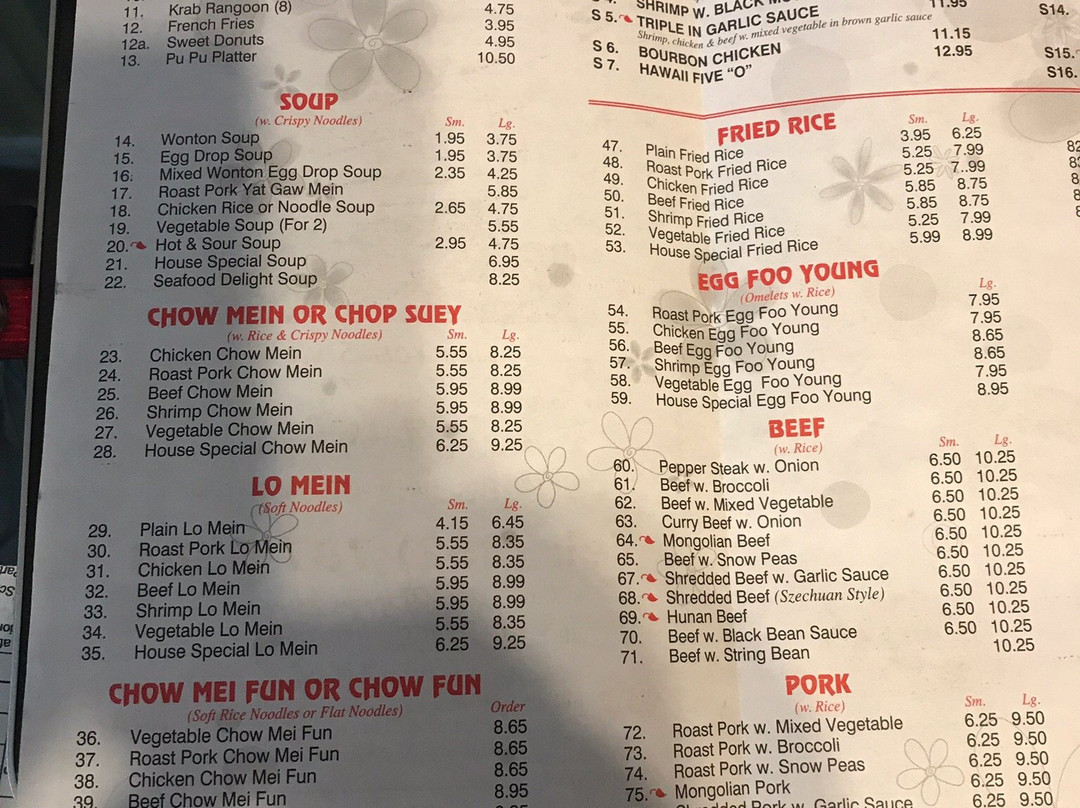 11. Krab Rangoon (8) 4.75
12. French Fries 3.95
12a. Sweet Donuts 4.95
13. Pu Pu Platter 10.50
SOUP
(w. Crispy Noodles) Sm. Lg.
14. Wonton Soup 1.95 3.75
15. Egg Drop Soup 1.95 3.75
16. Mixed Wonton Egg Drop Soup 2.35 4.25
17. Roast Pork Yat Gaw Mein 5.85
18. Chicken Rice or Noodle Soup 2.65 4.75
19. Vegetable Soup (For 2) 5.55
20. Hot & Sour Soup 2.95 4.75
21. House Special Soup 6.95
22. Seafood Delight Soup 8.25
CHOW MEIN OR CHOP SUEY
(w. Rice & Crispy Noodles) Sm. Lg.
23. Chicken Chow Mein 5.55 8.25
24. Roast Pork Chow Mein 5.55 8.25
25. Beef Chow Mein 5.95 8.99
26. Shrimp Chow Mein 5.95 8.99
27. Vegetable Chow Mein 5.55 8.25
28. House Special Chow Mein 6.25 9.25
LO MEIN
(Soft Noodles) Sm. Lg.
29. Plain Lo Mein 4.15 6.45
30. Roast Pork Lo Mein 5.55 8.35
31. Chicken Lo Mein 5.55 8.35
32. Beef Lo Mein 5.95 8.99
33. Shrimp Lo Mein 5.95 8.99
34. Vegetable Lo Mein 5.55 8.35
35. House Special Lo Mein 6.25 9.25
CHOW MEI FUN OR CHOW FUN
(Soft Rice Noodles or Flat Noodles) Order
36. Vegetable Chow Mei Fun 8.65
37. Roast Pork Chow Mei Fun 8.65
38. Chicken Chow Mei Fun 8.65
39. Beef Chow Mei Fun 8.95
SHRIMP W. BLACK 11.95
S 5. TRIPLE IN GARLIC SAUCE
Shrimp, chicken & beef w. mixed vegetable in brown garlic sauce
S 6. BOURBON CHICKEN 11.15
S 7. HAWAII FIVE "O" 12.95
S14.
S15.
S16.
FRIED RICE
Sm. Lg.
47. Plain Fried Rice 3.95 6.25
48. Roast Pork Fried Rice 5.25 7.99
49. Chicken Fried Rice 5.25 7..99
50. Beef Fried Rice 5.85 8.75
51. Shrimp Fried Rice 5.85 8.75
52. Vegetable Fried Rice 5.25 7.99
53. House Special Fried Rice 5.99 8.99
EGG FOO YOUNG
(Omelets w. Rice) Lg.
54. Roast Pork Egg Foo Young 7.95
55. Chicken Egg Foo Young 7.95
56. Beef Egg Foo Young 8.65
57. Shrimp Egg Foo Young 8.65
58. Vegetable Egg Foo Young 7.95
59. House Special Egg Foo Young 8.95
BEEF
(w. Rice) Sm. Lg.
60. Pepper Steak w. Onion 6.50 10.25
61. Beef w. Broccoli 6.50 10.25
62. Beef w. Mixed Vegetable 6.50 10.25
63. Curry Beef w. Onion 6.50 10.25
64. Mongolian Beef 6.50 10.25
65. Beef w. Snow Peas 6.50 10.25
67. Shredded Beef w. Garlic Sauce 6.50 10.25
68. Shredded Beef (Szechuan Style) 6.50 10.25
69. Hunan Beef 6.50 10.25
70. Beef w. Black Bean Sauce 6.50 10.25
71. Beef w. String Bean 10.25
PORK
(w. Rice) Sm. Lg.
72. Roast Pork w. Mixed Vegetable 6.25 9.50
73. Roast Pork w. Broccoli 6.25 9.50
74. Roast Pork w. Snow Peas 6.25 9.50
75. Mongolian Pork 6.25 9.50
Shredded Pork w. Garlic Sauce 6.25 9.50